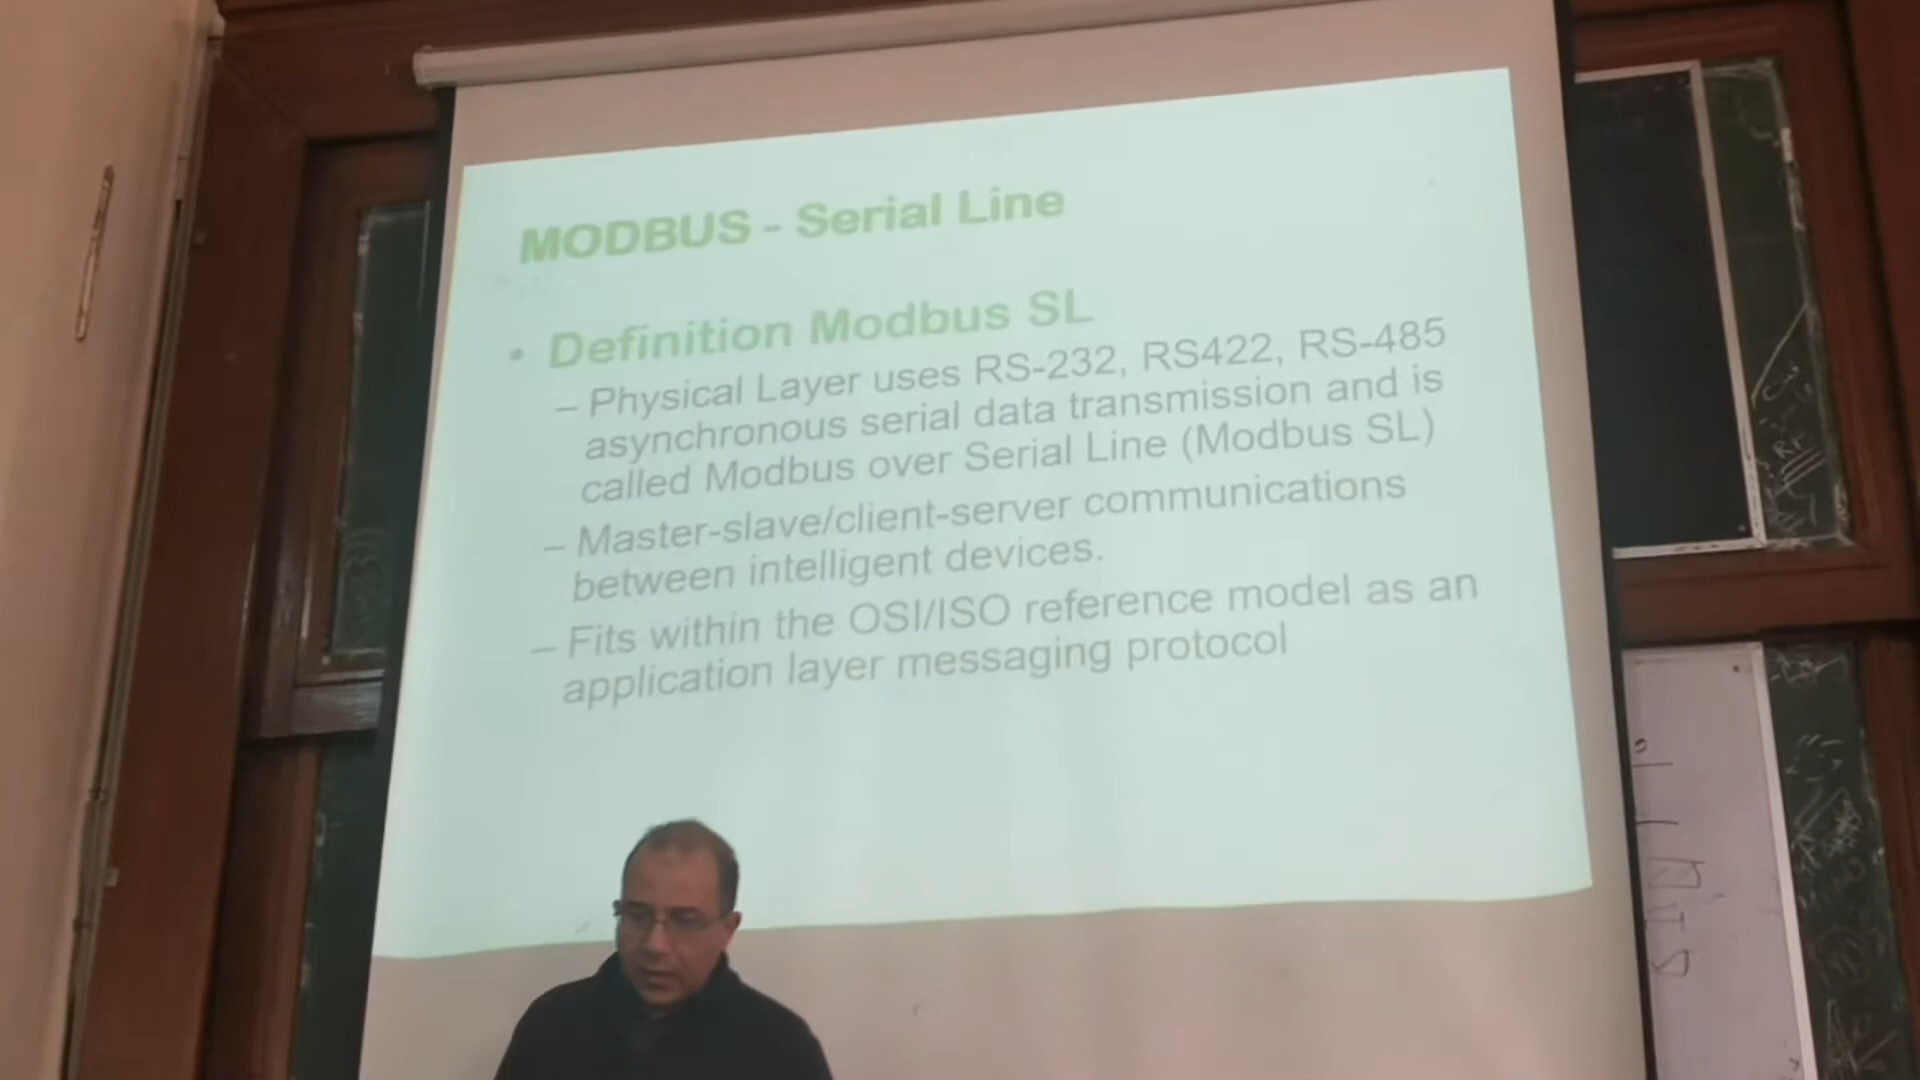 MODBUS - Serial Line
• Definition Modbus SL
– Physical Layer uses RS-232, RS422, RS-485
asynchronous serial data transmission and is
called Modbus over Serial Line (Modbus SL)
– Master-slave/client-server communications
between intelligent devices.
– Fits within the OSI/ISO reference model as an
application layer messaging protocol